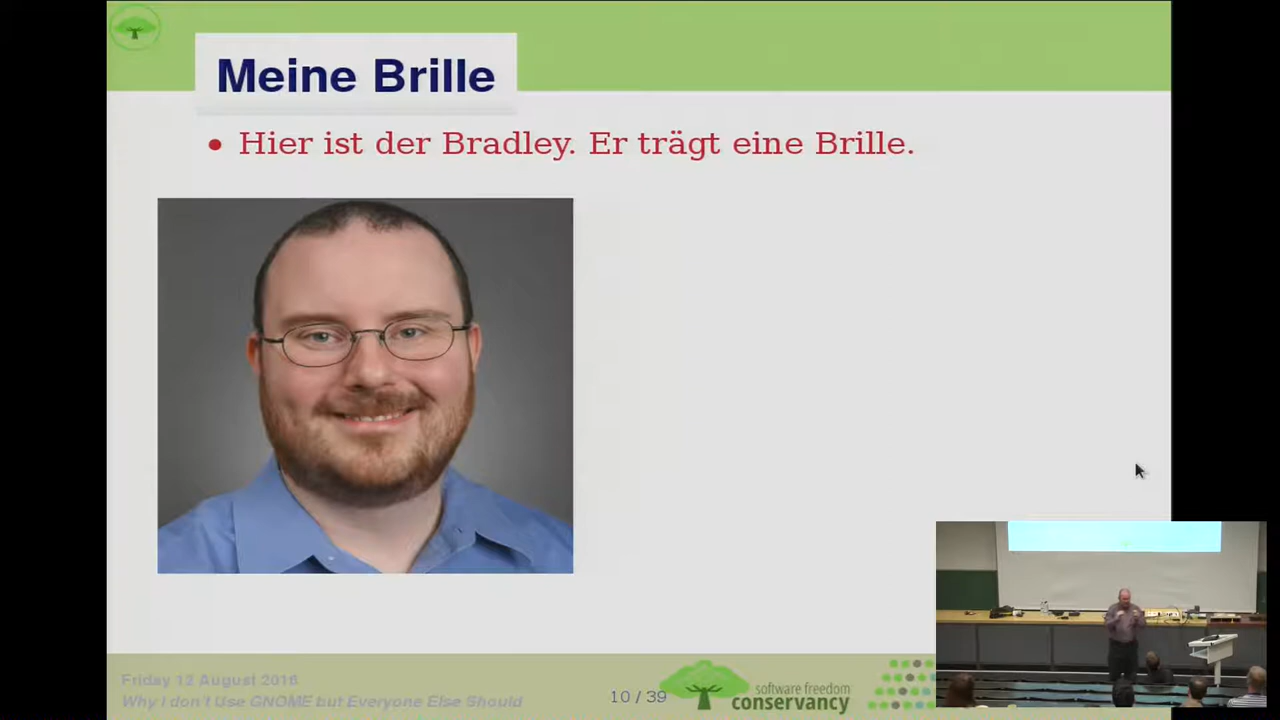 Meine Brille
• Hier ist der Bradley. Er trägt eine Brille.
Friday 12 August 2016
Why I don't Use GNOME but Everyone Else Should
10 / 39
software freedom
conservancy